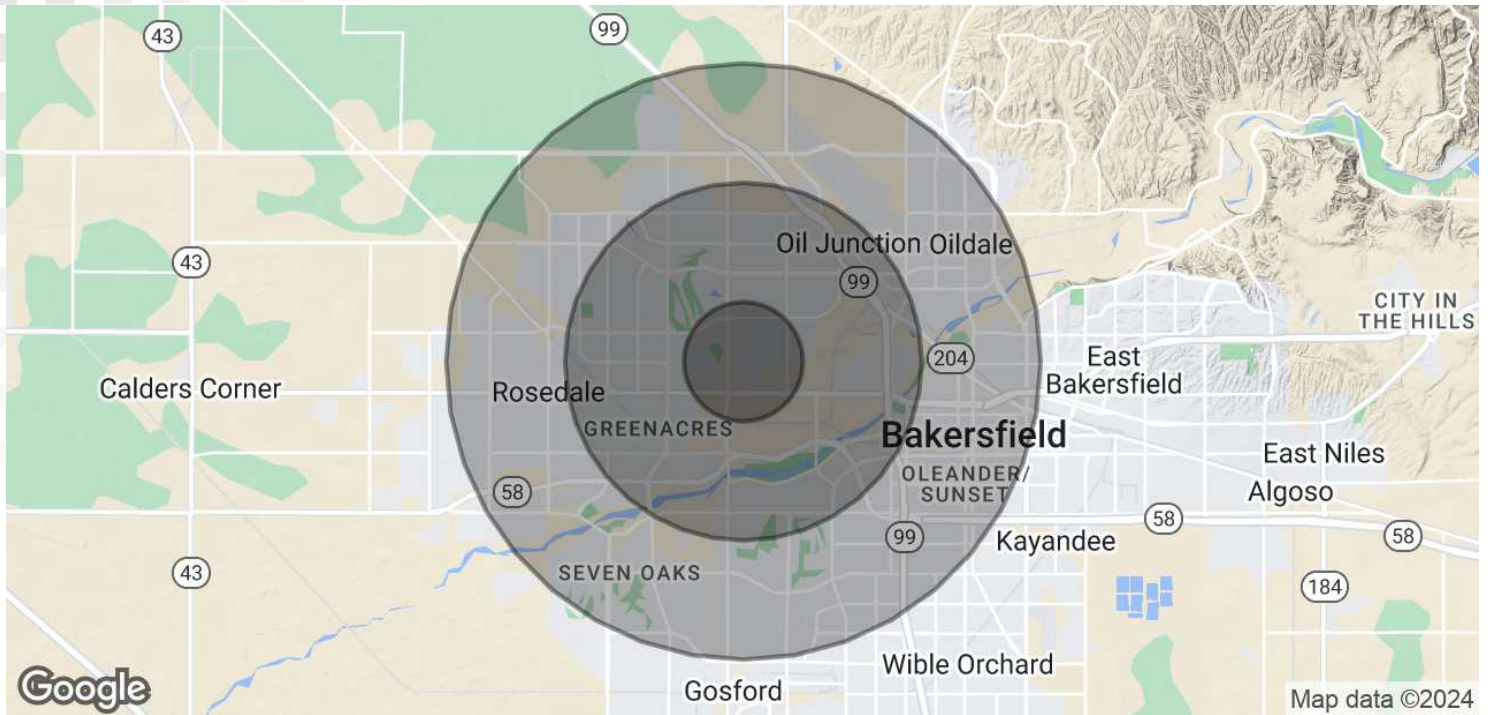 43
99
Oil Junction Oildale
43
99
CITY IN
THE HILLS
204
East
Bakersfield
Calders Corner
Rosedale
GREENACRES
Bakersfield
East Niles
OLEANDER/
SUNSET
Algoso
58
58
99
Kayandee
58
43
SEVEN OAKS
184
Wible Orchard
Gosford
Google
Map data ©2024